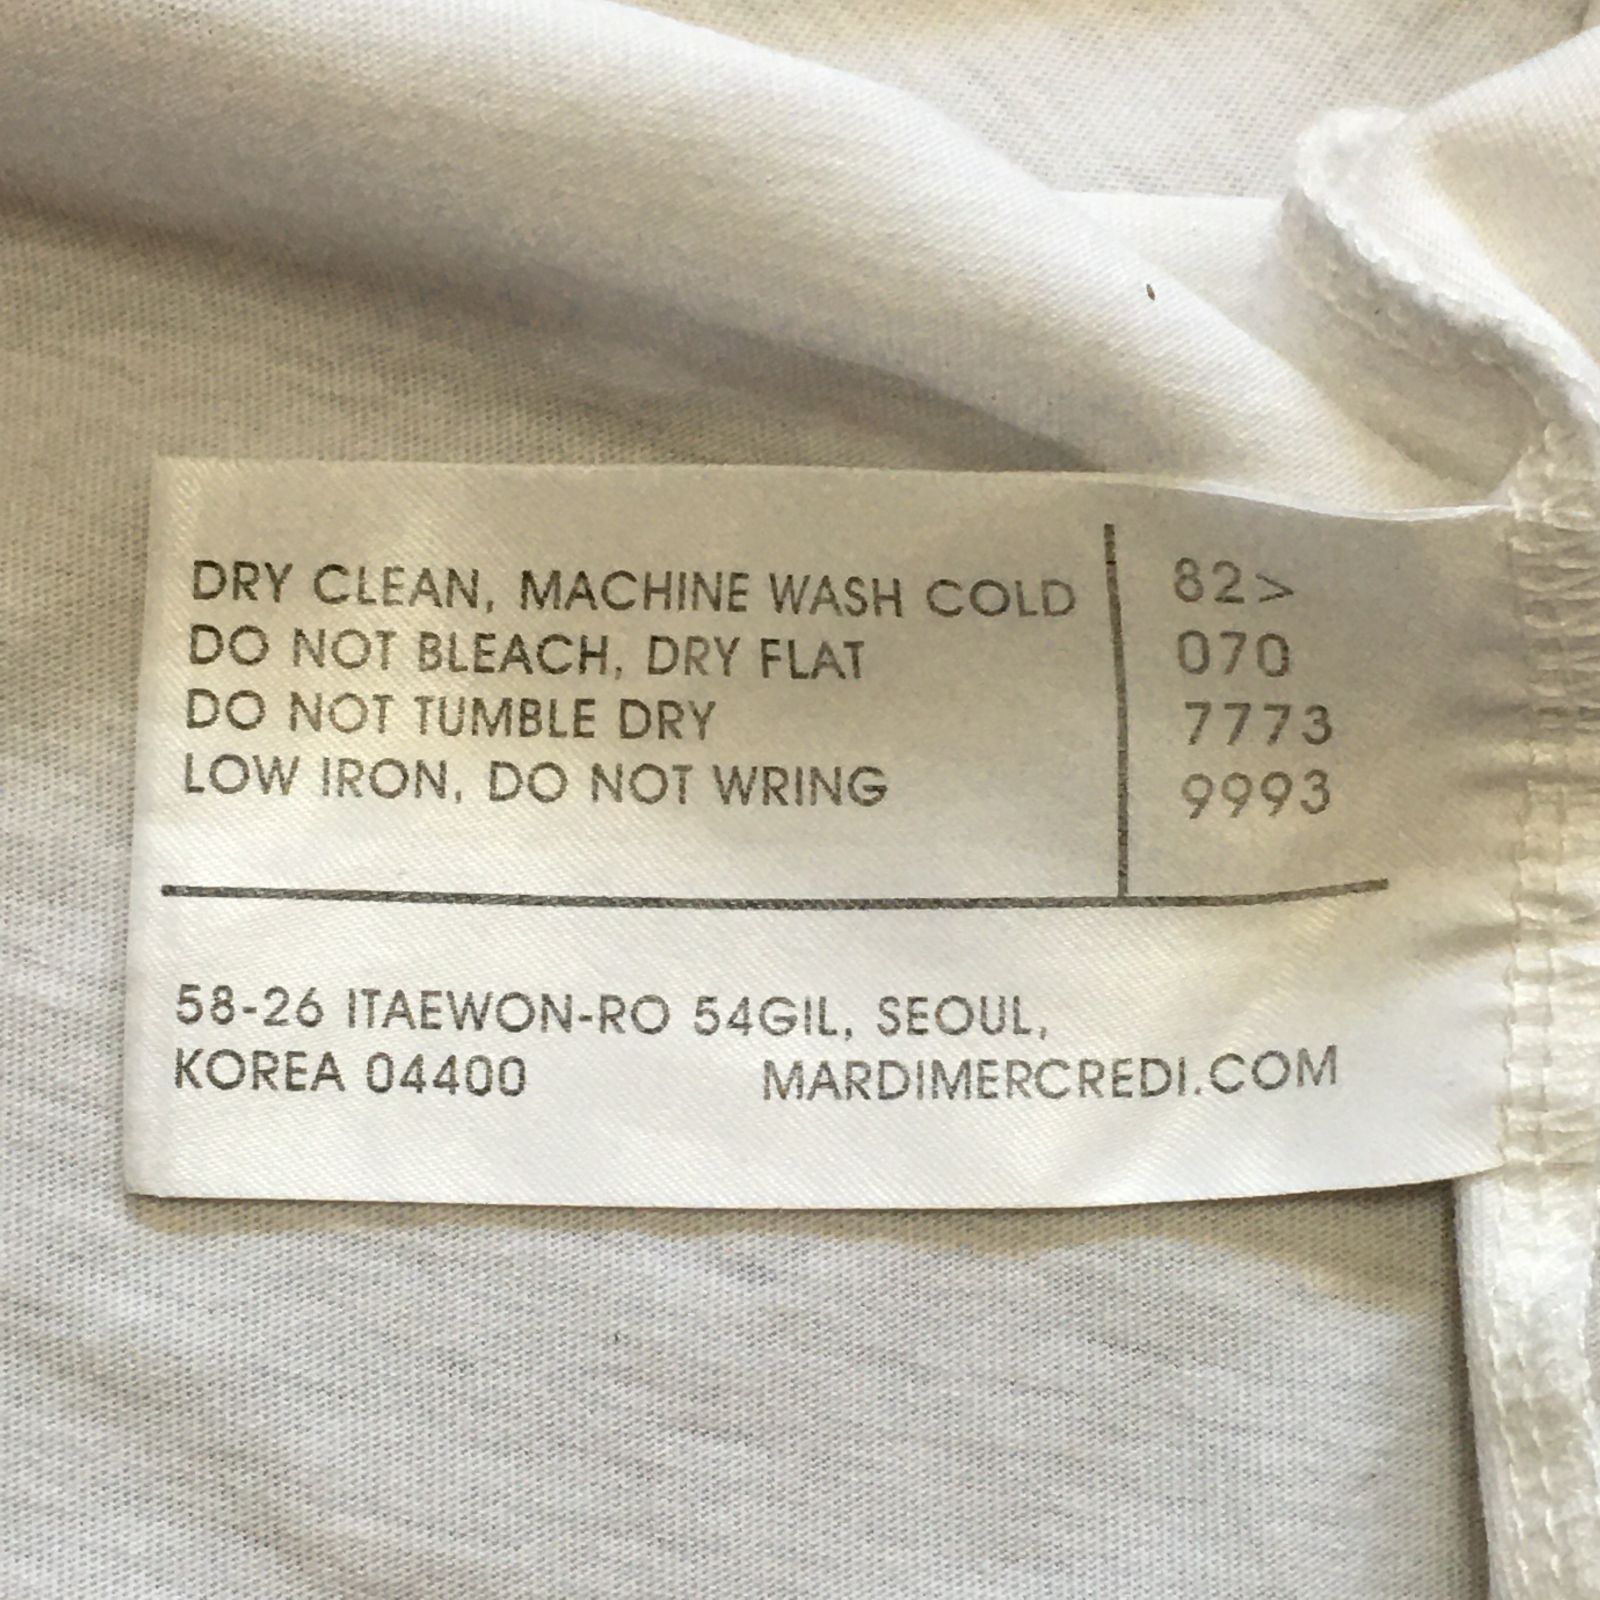 DRY CLEAN, MACHINE WASH COLD
DO NOT BLEACH, DRY FLAT
DO NOT TUMBLE DRY
LOW IRON, DO NOT WRING
82>
070
7773
9993
58-26 ITAEWON-RO 54GIL, SEOUL,
KOREA 04400 MARDIMERCREDI.COM